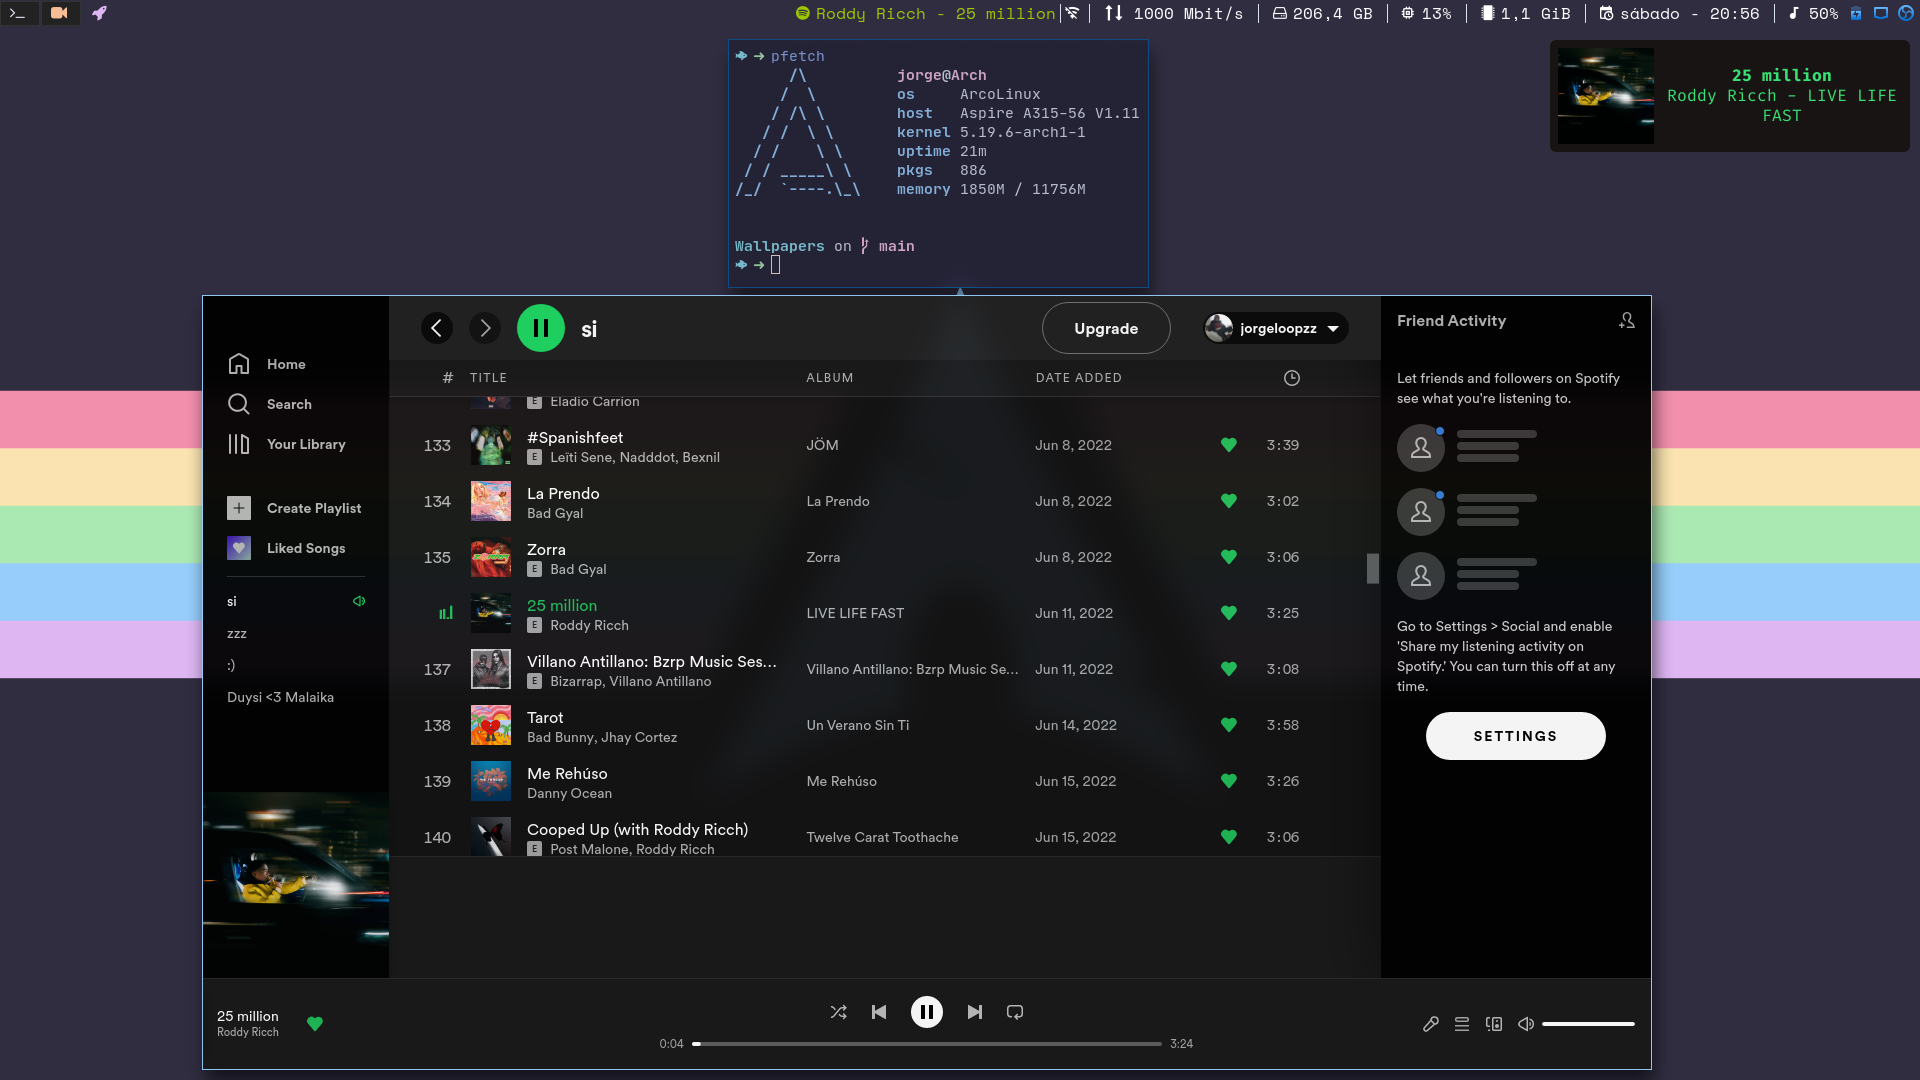 Roddy Ricch - 25 million
1000 Mbit/s
206,4 GB
13%
1,1 GiB
sábado - 20:56
50%
pfetch
/\
/  \
/ /\ \
/ /  \ \
/ /    \ \
/ / _____\ \
/_/  `----.\_\
jorge@Arch
os ArcoLinux
host Aspire A315-56 V1.11
kernel 5.19.6-arch1-1
uptime 21m
pkgs 886
memory 1850M / 11756M
Wallpapers on main
25 million
Roddy Ricch - LIVE LIFE
FAST
Home
Search
Your Library
Create Playlist
Liked Songs
si
zzz
:)
Duysi <3 Malaika
si
Upgrade
jorgeloopzz
# TITLE ALBUM DATE ADDED
E Eladio Carrion
133 #Spanishfeet JÖM Jun 8, 2022 3:39
E Leïti Sene, Nadddot, Bexnil
134 La Prendo La Prendo Jun 8, 2022 3:02
Bad Gyal
135 Zorra Zorra Jun 8, 2022 3:06
E Bad Gyal
25 million LIVE LIFE FAST Jun 11, 2022 3:25
E Roddy Ricch
137 Villano Antillano: Bzrp Music Ses... Villano Antillano: Bzrp Music Se... Jun 11, 2022 3:08
E Bizarrap, Villano Antillano
138 Tarot Un Verano Sin Ti Jun 14, 2022 3:58
Bad Bunny, Jhay Cortez
139 Me Rehúso Me Rehúso Jun 15, 2022 3:26
Danny Ocean
140 Cooped Up (with Roddy Ricch) Twelve Carat Toothache Jun 15, 2022 3:06
E Post Malone, Roddy Ricch
Friend Activity
Let friends and followers on Spotify
see what you're listening to.
Go to Settings > Social and enable
'Share my listening activity on
Spotify.' You can turn this off at any
time.
SETTINGS
25 million
Roddy Ricch
0:04
3:24